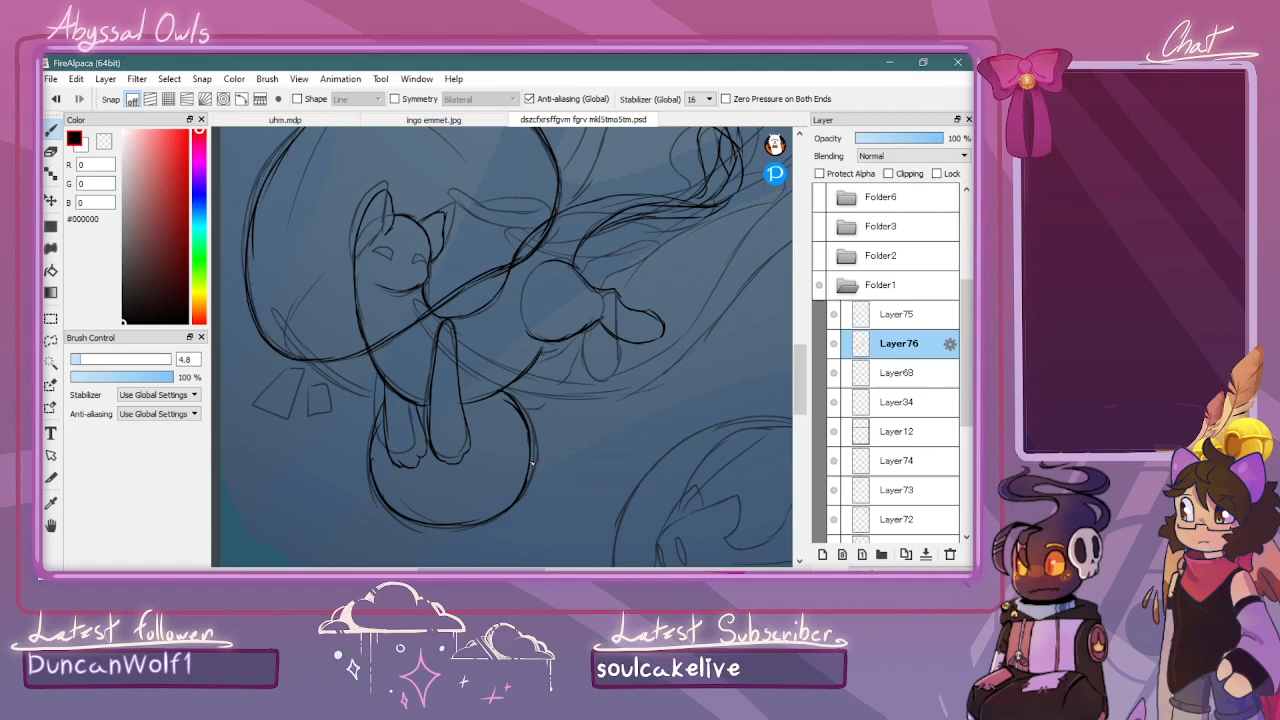 Abyssal Owls
Chat
FireAlpaca (64bit)
File Edit Layer Filter Select Snap Color Brush View Animation Tool Window Help
Snap off Shape Line Symmetry Bilateral Anti-aliasing (Global) Stabilizer (Global) 16 Zero Pressure on Both Ends
Color
uhm.mdp
ingo emmet.jpg
dszcfxrsffgvm fgrv mkl5tmo5tm.psd
Layer
R 0
G 0
B 0
#000000
Opacity 100 %
Blending Normal
Protect Alpha Clipping Lock
Folder6
Folder3
Folder2
Folder1
Layer75
Layer76
Layer68
Layer34
Layer12
Layer74
Layer73
Layer72
Brush Control
4.8
100 %
Stabilizer Use Global Settings
Anti-aliasing Use Global Settings
Latest follower
DuncanWolf1
Latest Subscriber
soulcakelive